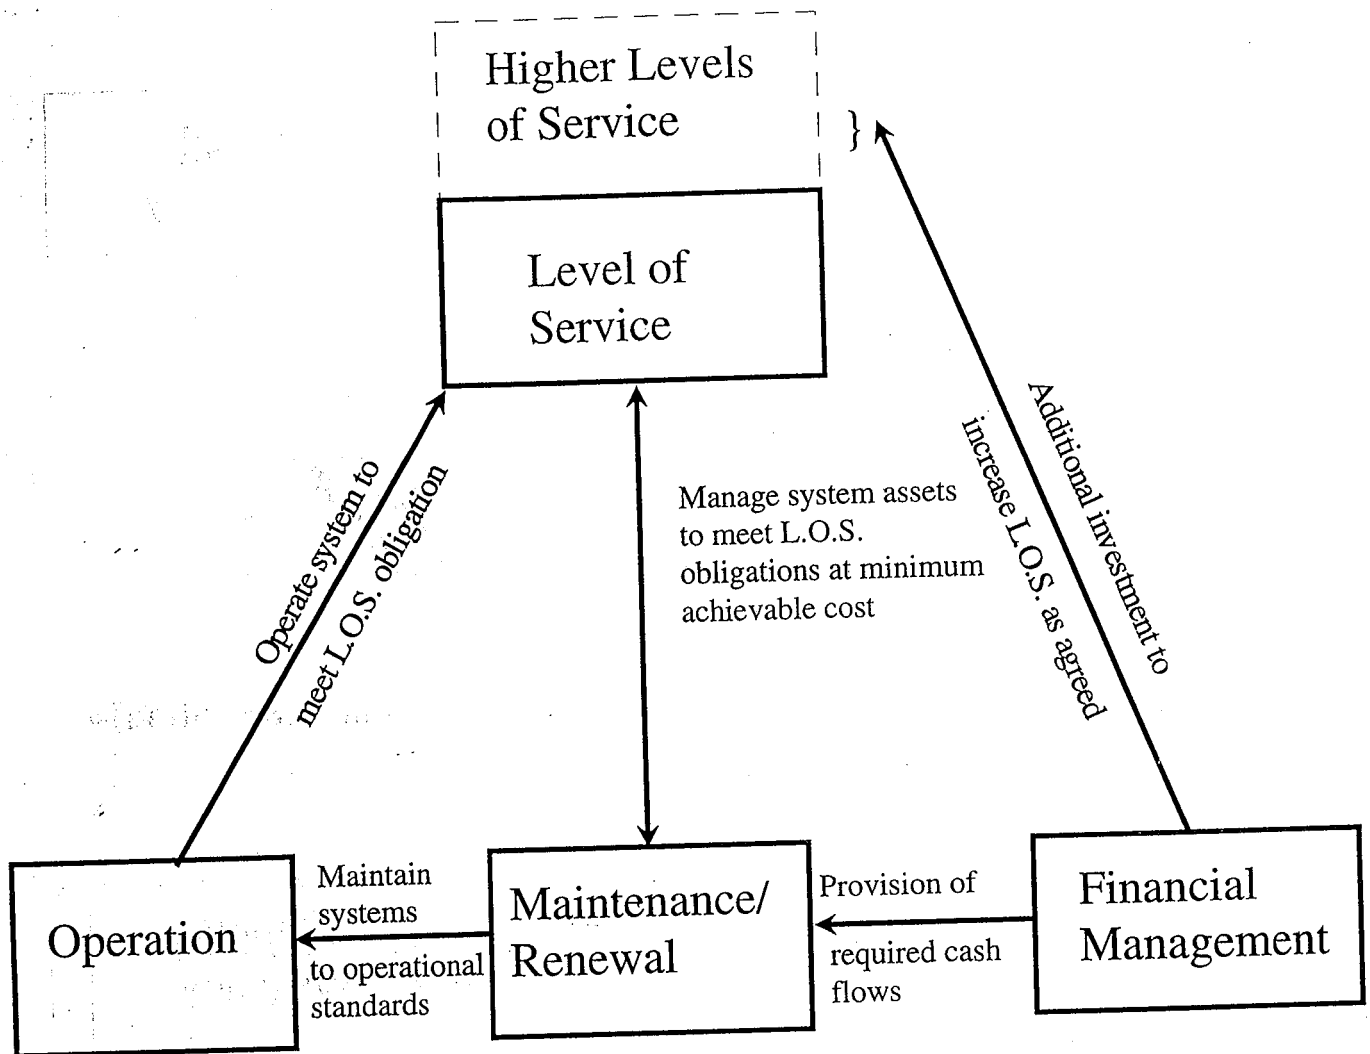 Higher Levels
of Service
}
Level of
Service
Operate system to
meet L.O.S. obligation
Manage system assets
to meet L.O.S.
obligations at minimum
achievable cost
Additional investment to
increase L.O.S. as agreed
Operation
Maintain
systems
to operational
standards
Maintenance/
Renewal
Provision of
required cash
flows
Financial
Management